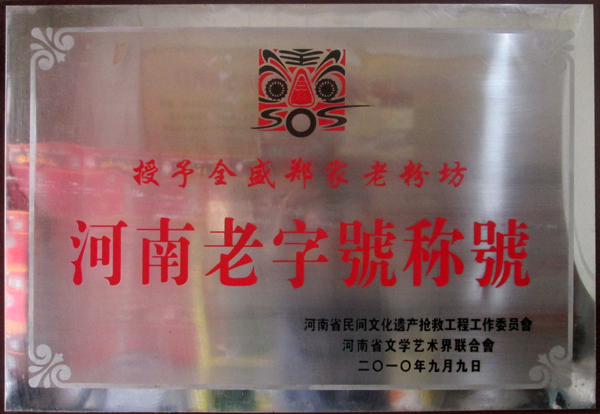 SOS
授予全盛郑家老粉坊
河南老字號称號
河南省民间文化遗产抢救工程工作委员會
河南省文学艺术界联合會
二〇一〇年九月九日